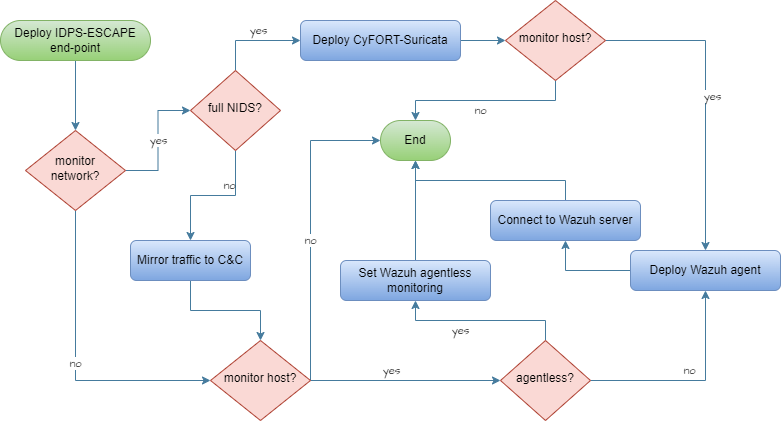 Deploy IDPS-ESCAPE
end-point
yes
Deploy CyFORT-Suricata
monitor host?
full NIDS?
yes
no
End
monitor
network?
yes
no
Connect to Wazuh server
no
Mirror traffic to C&C
Set Wazuh agentless
monitoring
Deploy Wazuh agent
yes
no
monitor host?
yes
agentless?
no